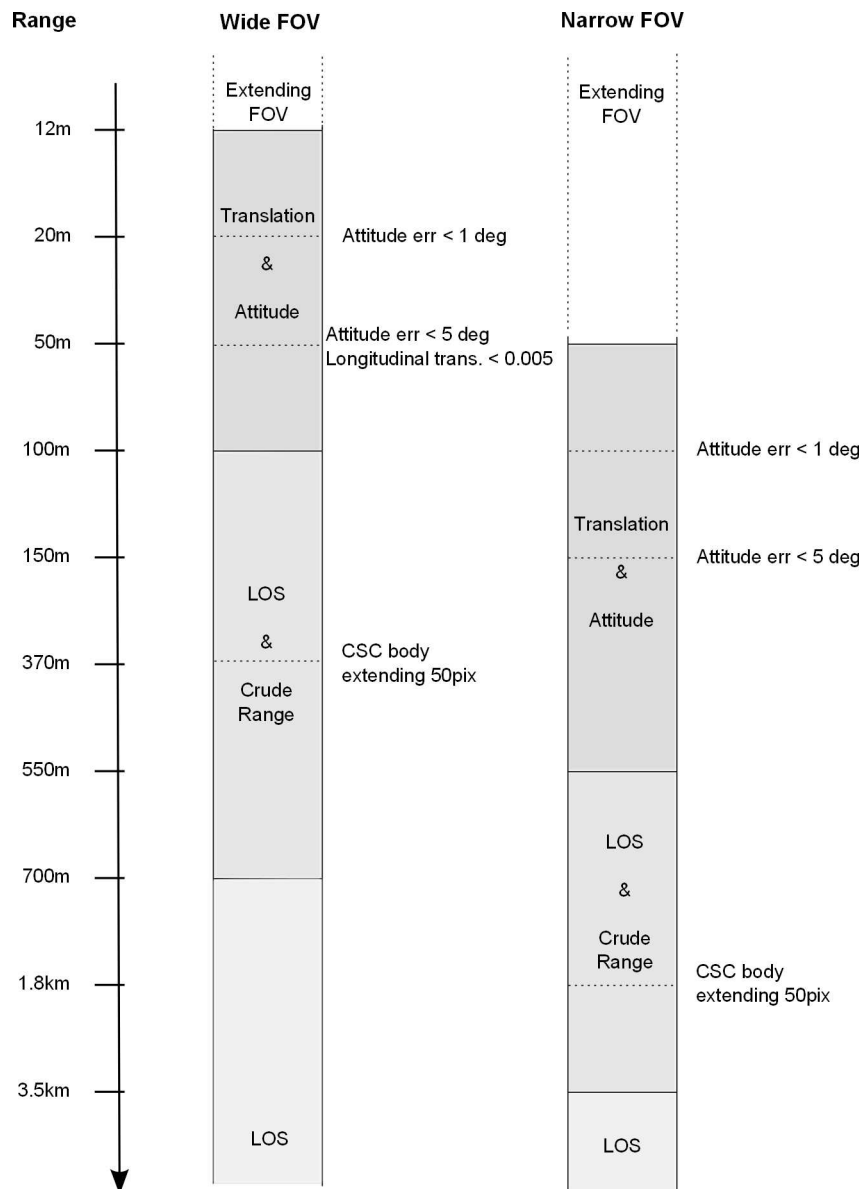 Range
Wide FOV
Narrow FOV
Extending
FOV
Extending
FOV
12m
Translation
20m
Attitude err < 1 deg
&
Attitude
50m
Attitude err < 5 deg
Longitudinal trans. < 0.005
100m
Attitude err < 1 deg
Translation
150m
Attitude err < 5 deg
&
Attitude
LOS
&
370m
CSC body
extending 50pix
Crude
Range
550m
LOS
&
Crude
Range
700m
1.8km
CSC body
extending 50pix
3.5km
LOS
LOS